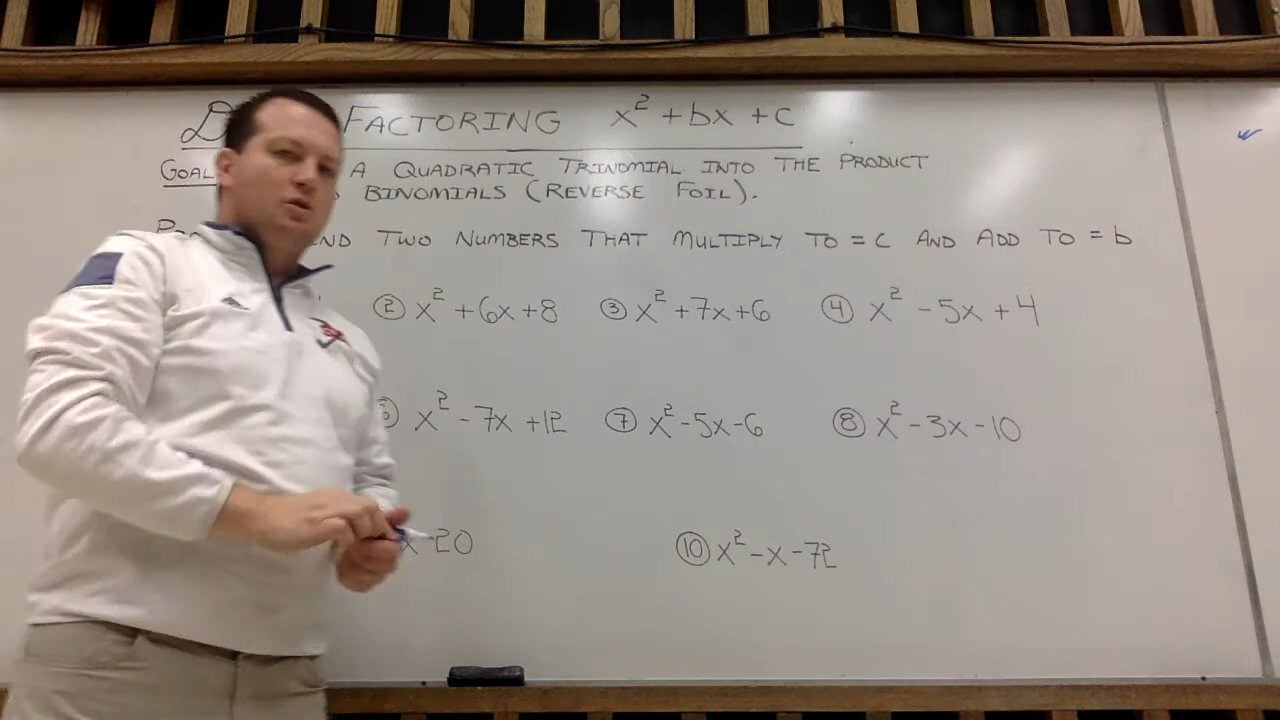 FACTORING x² + bx + c
GOAL A QUADRATIC TRINOMIAL INTO THE PRODUCT
BINOMIALS (REVERSE FOIL).
TWO NUMBERS THAT MULTIPLY TO = C AND ADD TO = b
② x² + 6x + 8 ③ x² + 7x + 6 ④ x² - 5x + 4
x² - 7x + 12 ⑦ x² - 5x - 6 ⑧ x² - 3x - 10
x - 20 ⑩ x² - x - 72